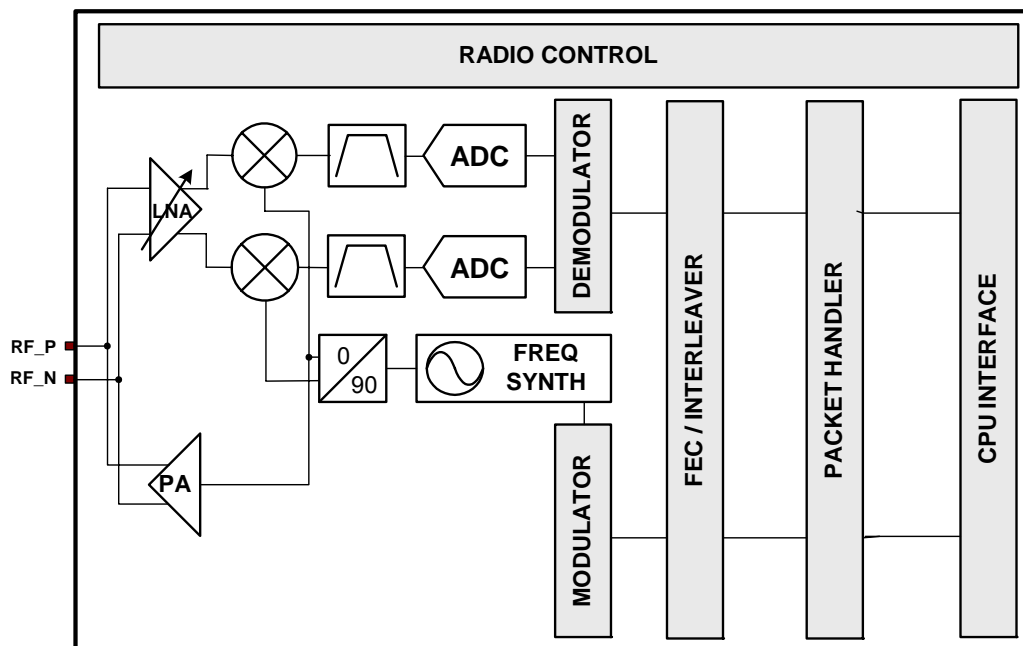 RADIO CONTROL
LNA
ADC
ADC
DEMODULATOR
FEC / INTERLEAVER
PACKET HANDLER
CPU INTERFACE
RF_P
RF_N
0
90
FREQ
SYNTH
PA
MODULATOR